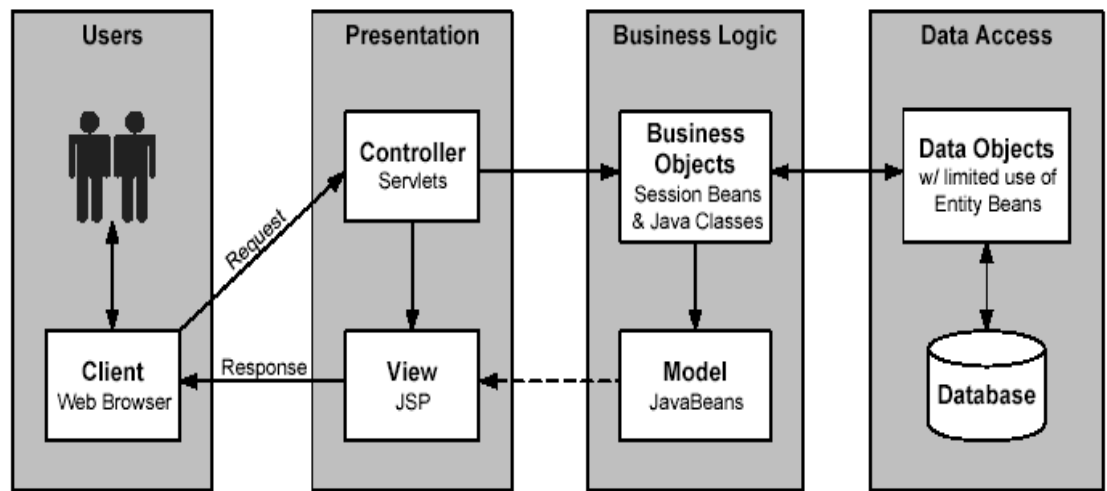 Users
Presentation
Business Logic
Data Access
Controller
Servlets
Business
Objects
Session Beans
& Java Classes
Data Objects
w/ limited use of
Entity Beans
Request
Response
Client
Web Browser
View
JSP
Model
JavaBeans
Database